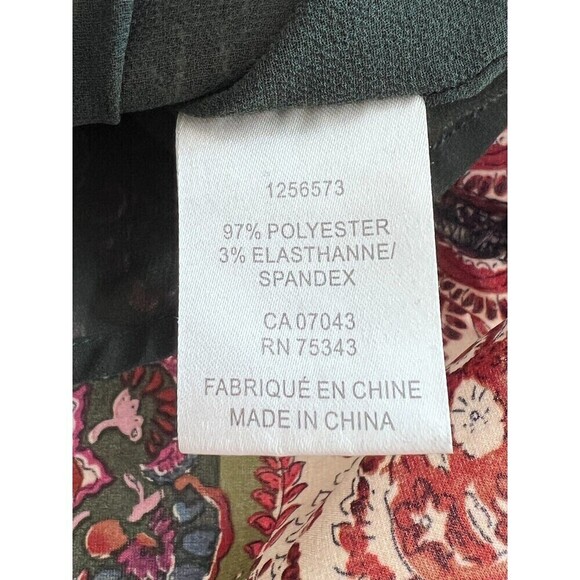 1256573
97% POLYESTER
3% ELASTHANNE/
SPANDEX
CA 07043
RN 75343
FABRIQUÉ EN CHINE
MADE IN CHINA